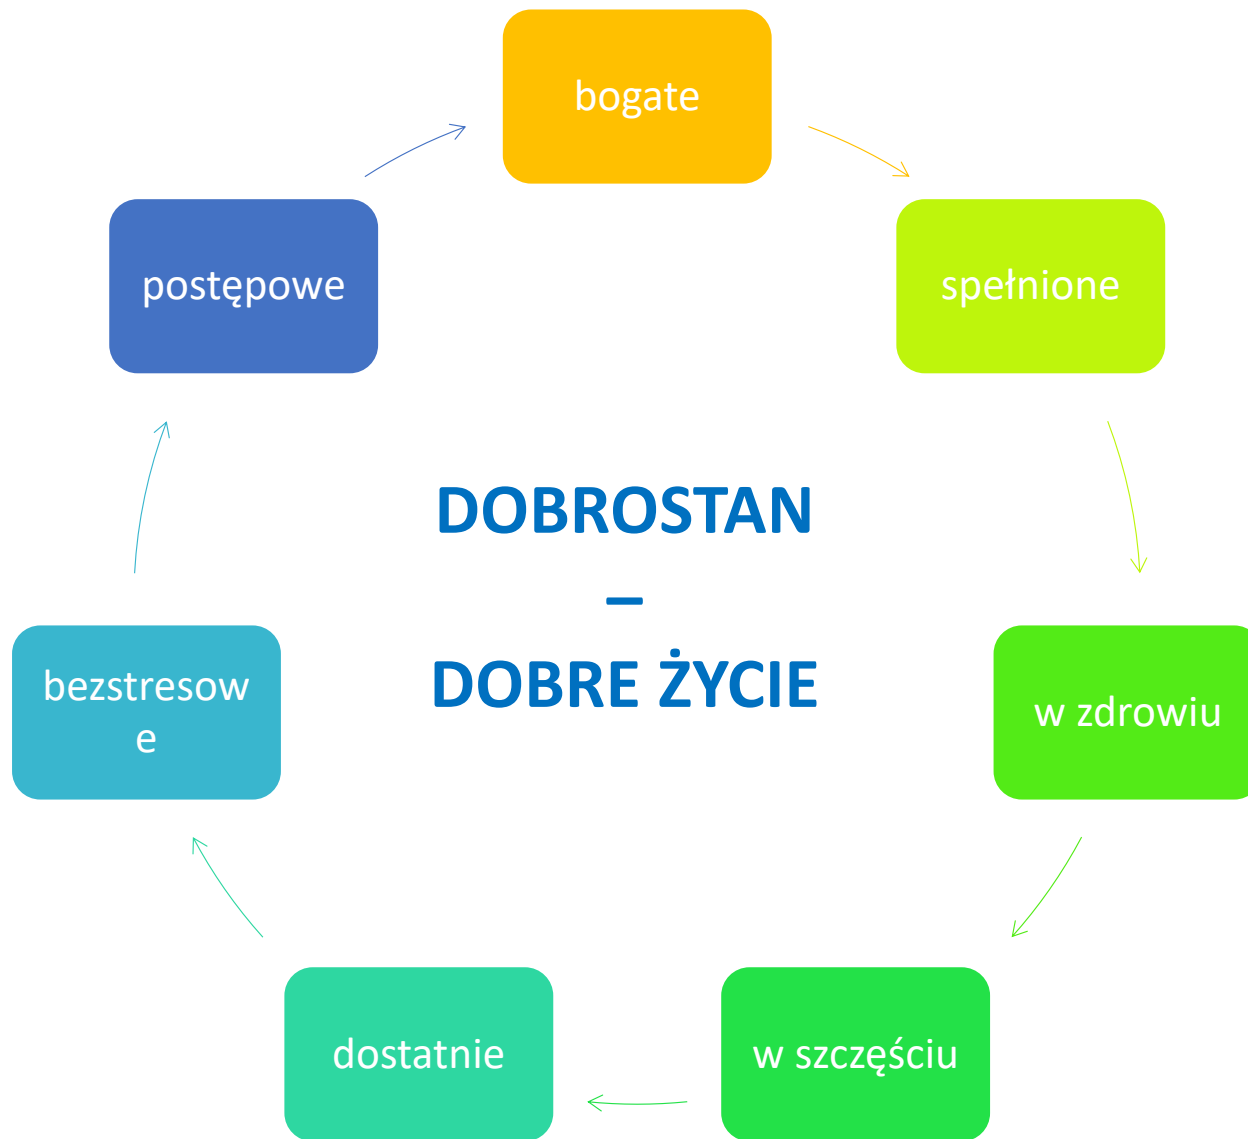 bogate
spełnione
w zdrowiu
w szczęściu
dostatnie
bezstresow
e
postępowe
DOBROSTAN
–
DOBRE ŻYCIE